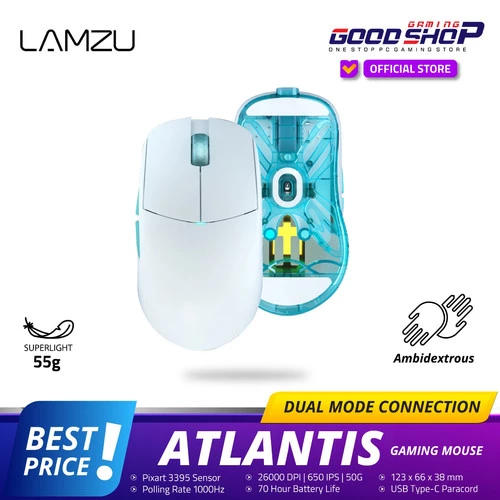 LAMZU
GAMING
GOODSHOP
ONE STOP PC GAMING STORE
OFFICIAL STORE
SUPERLIGHT
55g
Ambidextrous
DUAL MODE CONNECTION
BEST
PRICE!
ATLANTIS GAMING MOUSE
• Pixart 3395 Sensor • 26000 DPI | 650 IPS | 50G • 123 x 66 x 38 mm
• Polling Rate 1000Hz • 70 Hour Battery Life • USB Type-C Paracord